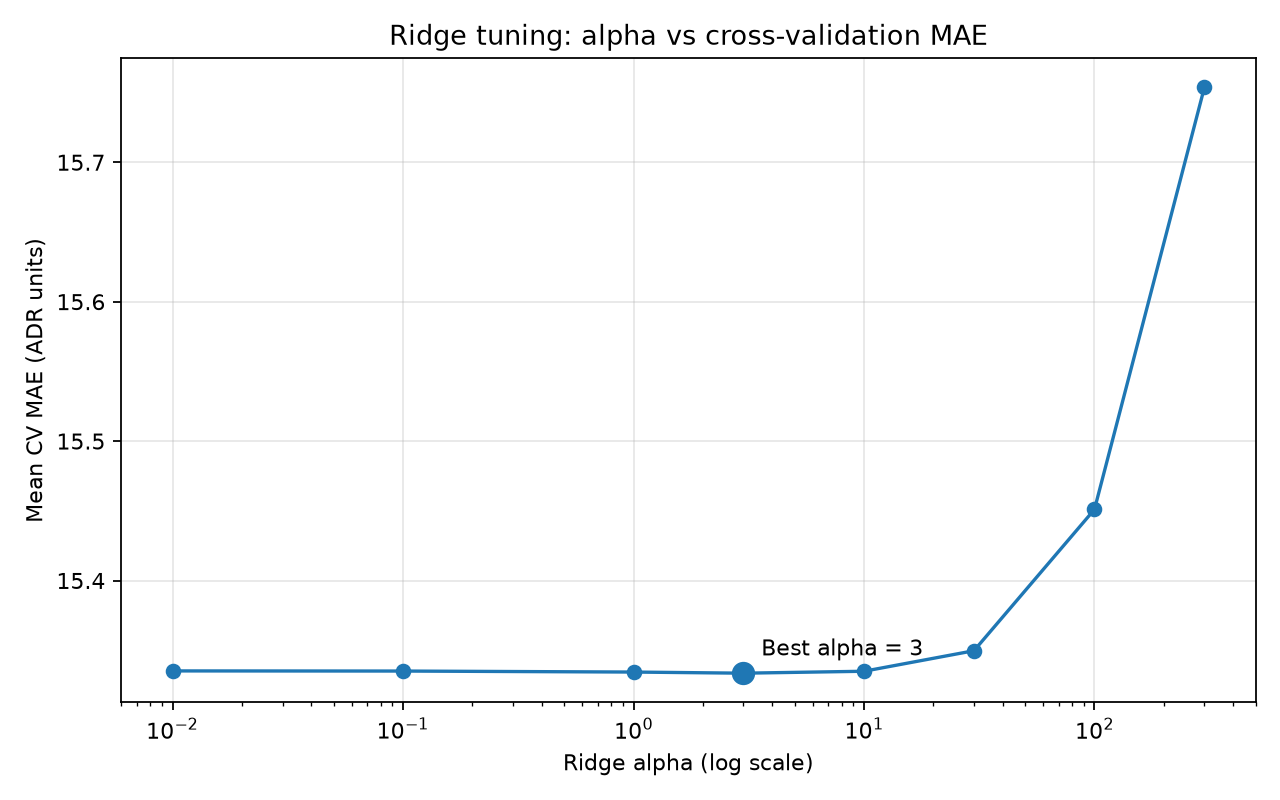 Ridge tuning: alpha vs cross-validation MAE
Mean CV MAE (ADR units)
15.7
15.6
15.5
15.4
Best alpha = 3
10⁻² 10⁻¹ 10⁰ 10¹ 10²
Ridge alpha (log scale)